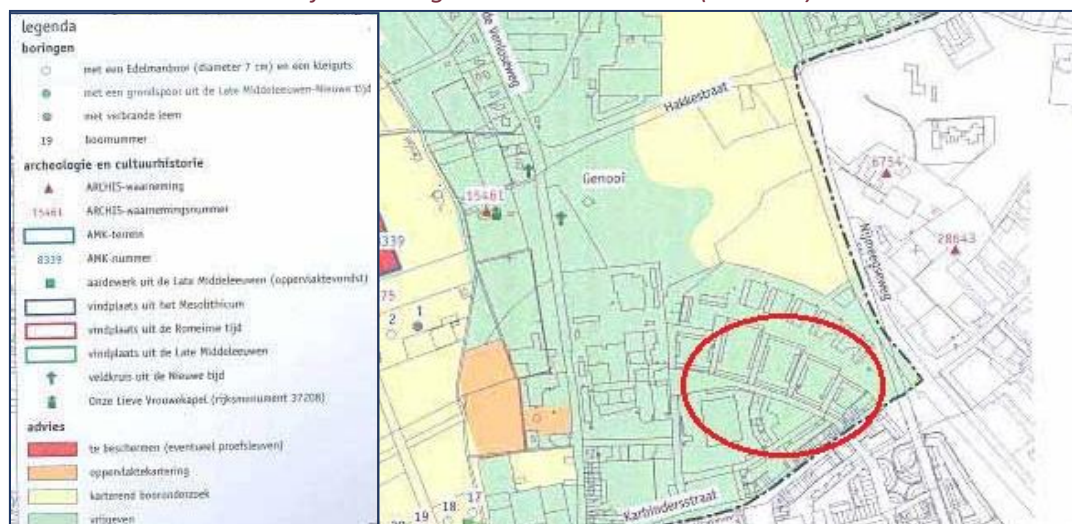 legenda
boringen
met een Edelmanboor (diameter 7 cm) en een kleiguts
met een grondspoor uit de Late Middeleeuwen-Nieuwe tijd
met verbrande leem
19 boornummer
archeologie en cultuurhistorie
ARCHIS-waarneming
15461 ARCHIS-waarnemingsnummer
AMK-terrein
8339 AMK-nummer
aardewerk uit de Late Middeleeuwen (oppervlaktevondst)
vindplaats uit het Mesolithicum
vindplaats uit de Romeinse tijd
vindplaats uit de Late Middeleeuwen
veldkruis uit de Nieuwe tijd
Onze Lieve Vrouwekapel (rijksmonument 37208)
advies
te beschermen (eventueel proefsleuven)
oppervlaktekartering
karterend booronderzoek
vrijgeven
de Venloseweg
Hakkestraat
6754
Genooi
15461
28643
Nijmeegseweg
8339
75
2
1
17
18
19
Karbindersstraat